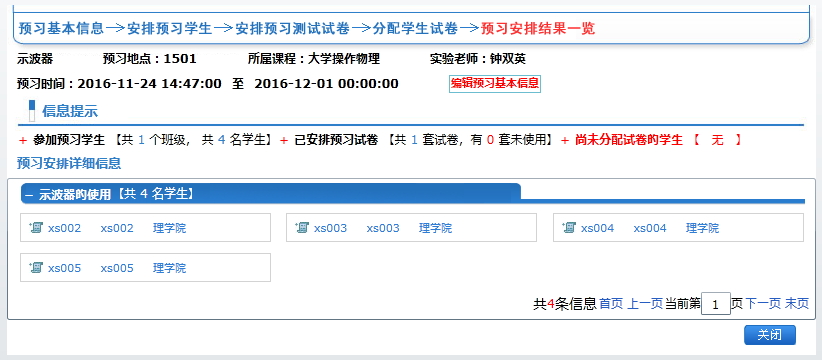 预习基本信息—>安排预习学生—>安排预习测试试卷—>分配学生试卷—>预习安排结果一览
示波器 预习地点：1501 所属课程：大学操作物理 实验老师：钟双英
预习时间：2016-11-24 14:47:00 至 2016-12-01 00:00:00 编辑预习基本信息
信息提示
+ 参加预习学生 【共 1 个班级， 共 4 名学生】+ 已安排预习试卷 【共 1 套试卷，有 0 套未使用】+ 尚未分配试卷旳学生 【 无 】
预习安排详细信息
— 示波器旳使用【共 4 名学生】
xs002 xs002 理学院 xs003 xs003 理学院 xs004 xs004 理学院
xs005 xs005 理学院
共4条信息 首页 上一页 当前第 1 页 下一页 末页
关闭